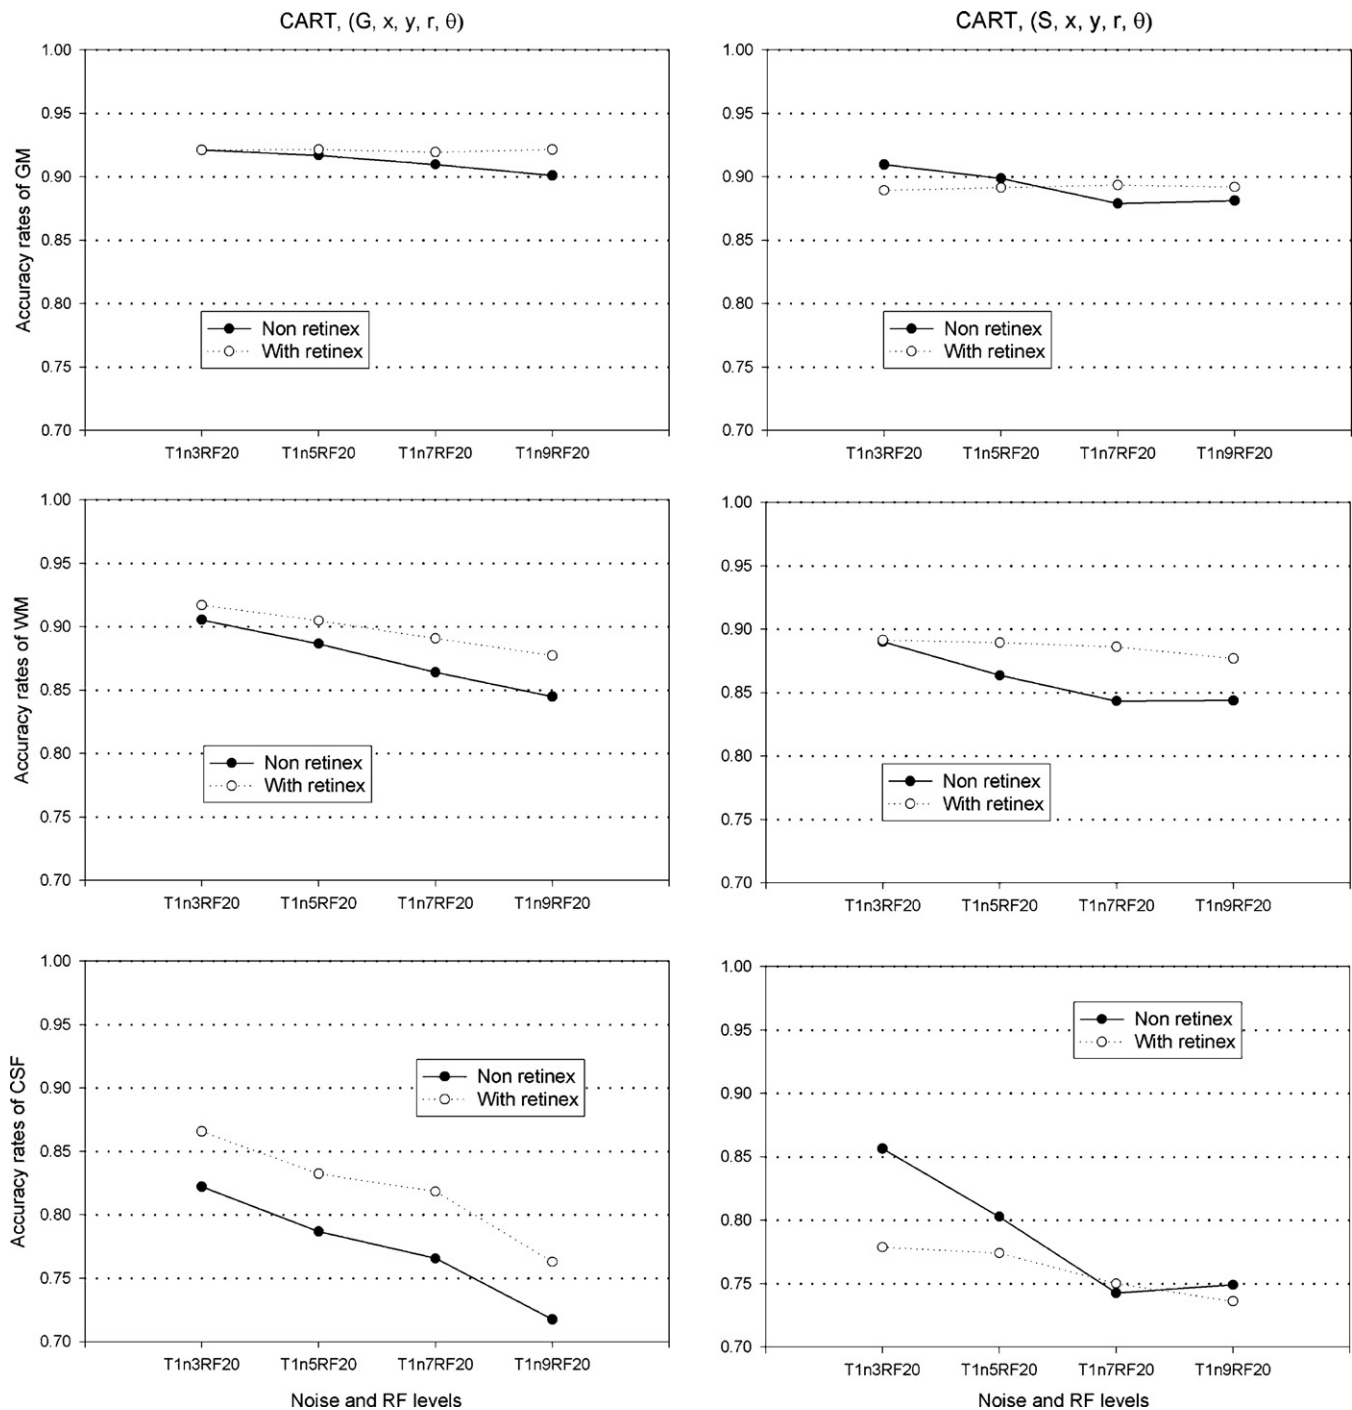 CART, (G, x, y, r, θ)
1.00
0.95
0.90
0.85
0.80
0.75
0.70
Accuracy rates of GM
Non retinex
With retinex
T1n3RF20 T1n5RF20 T1n7RF20 T1n9RF20
CART, (S, x, y, r, θ)
1.00
0.95
0.90
0.85
0.80
0.75
0.70
Non retinex
With retinex
T1n3RF20 T1n5RF20 T1n7RF20 T1n9RF20
1.00
0.95
0.90
0.85
0.80
0.75
0.70
Accuracy rates of WM
Non retinex
With retinex
T1n3RF20 T1n5RF20 T1n7RF20 T1n9RF20
1.00
0.95
0.90
0.85
0.80
0.75
0.70
Non retinex
With retinex
T1n3RF20 T1n5RF20 T1n7RF20 T1n9RF20
1.00
0.95
0.90
0.85
0.80
0.75
0.70
Accuracy rates of CSF
Non retinex
With retinex
T1n3RF20 T1n5RF20 T1n7RF20 T1n9RF20
Noise and RF levels
1.00
0.95
0.90
0.85
0.80
0.75
0.70
Non retinex
With retinex
T1n3RF20 T1n5RF20 T1n7RF20 T1n9RF20
Noise and RF levels